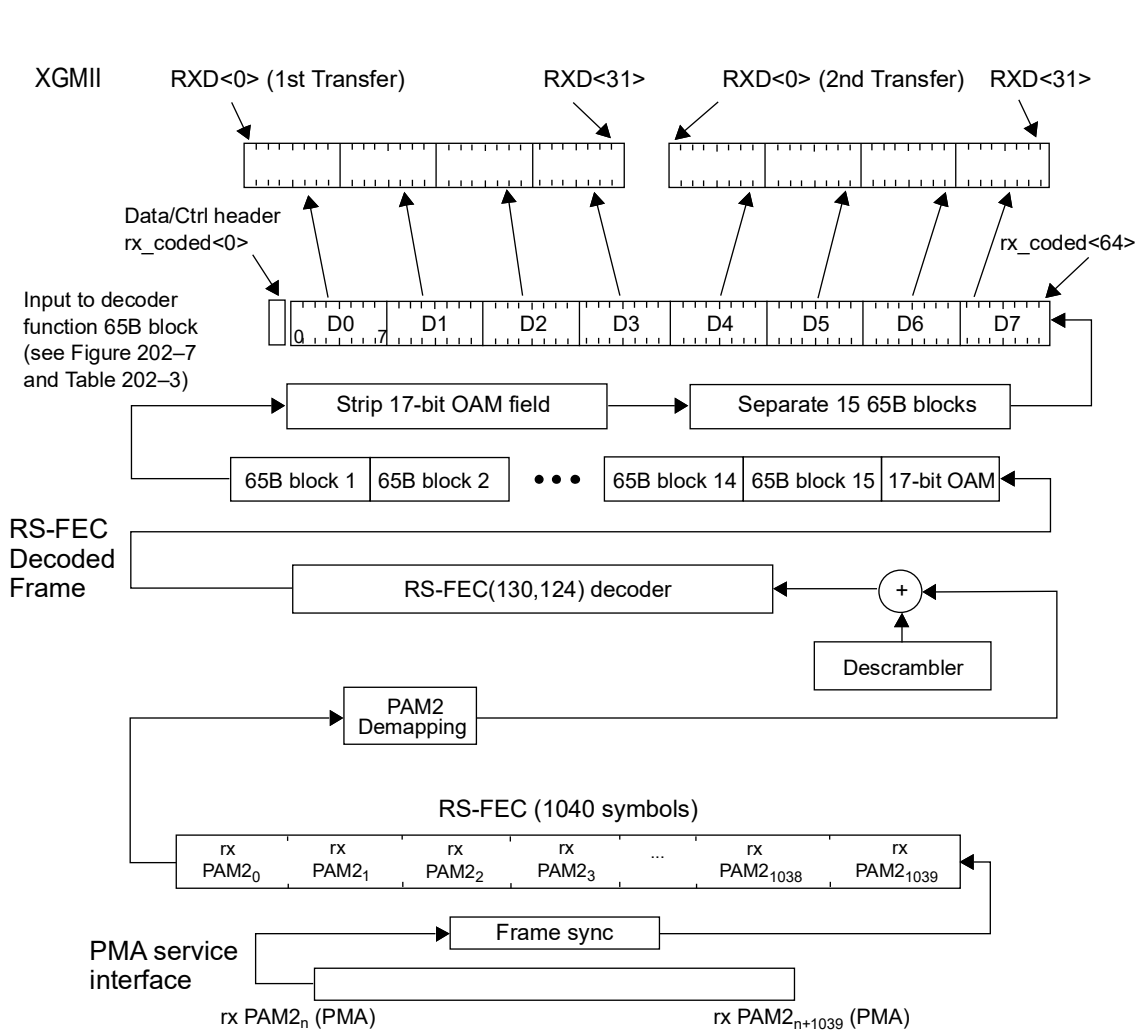 XGMII
RXD<0> (1st Transfer)
RXD<31>
RXD<0> (2nd Transfer)
RXD<31>
Data/Ctrl header
rx_coded<0>
rx_coded<64>
Input to decoder
function 65B block
(see Figure 202–7
and Table 202–3)
0 D0 7 D1 D2 D3 D4 D5 D6 D7
Strip 17-bit OAM field
Separate 15 65B blocks
65B block 1 65B block 2 ••• 65B block 14 65B block 15 17-bit OAM
RS-FEC
Decoded
Frame
RS-FEC(130,124) decoder
+
Descrambler
PAM2
Demapping
RS-FEC (1040 symbols)
rx rx rx rx ... rx rx
PAM2₀ PAM2₁ PAM2₂ PAM2₃ PAM2₁₀₃₈ PAM2₁₀₃₉
Frame sync
PMA service
interface
rx PAM2ₙ (PMA)
rx PAM2ₙ₊₁₀₃₉ (PMA)